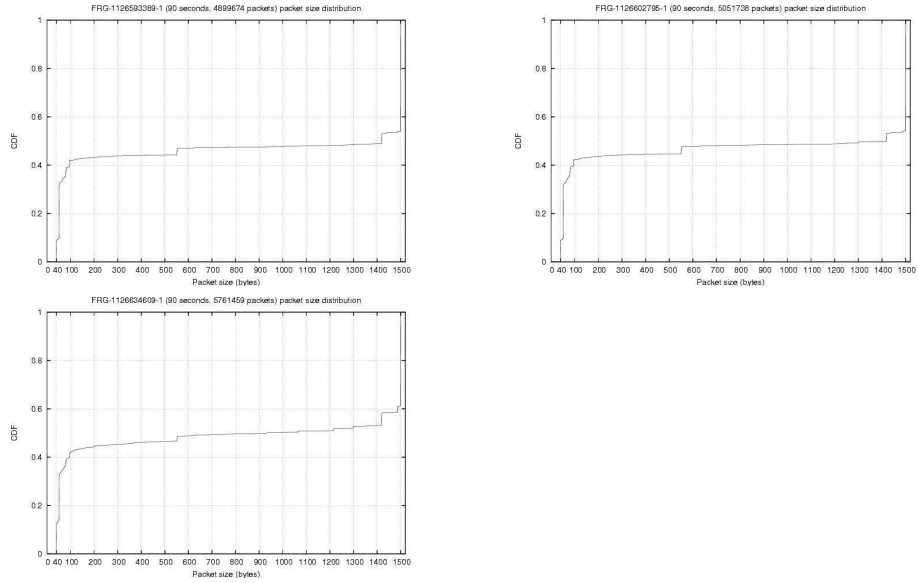 FRG-1126593389-1 (90 seconds, 4899674 packets) packet size distribution
1
0.8
0.6
0.4
0.2
0
CDF
0 40 100 200 300 400 500 600 700 800 900 1000 1100 1200 1300 1400 1500
Packet size (bytes)
FRG-1126602795-1 (90 seconds, 5051738 packets) packet size distribution
1
0.8
0.6
0.4
0.2
0
CDF
0 40 100 200 300 400 500 600 700 800 900 1000 1100 1200 1300 1400 1500
Packet size (bytes)
FRG-1126634609-1 (90 seconds, 5761459 packets) packet size distribution
1
0.8
0.6
0.4
0.2
0
CDF
0 40 100 200 300 400 500 600 700 800 900 1000 1100 1200 1300 1400 1500
Packet size (bytes)